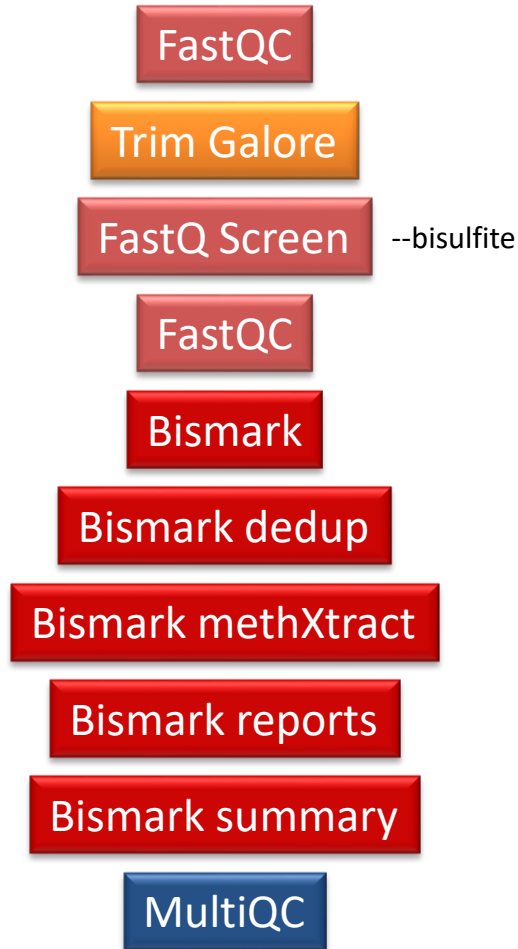 FastQC
Trim Galore
FastQ Screen --bisulfite
FastQC
Bismark
Bismark dedup
Bismark methXtract
Bismark reports
Bismark summary
MultiQC